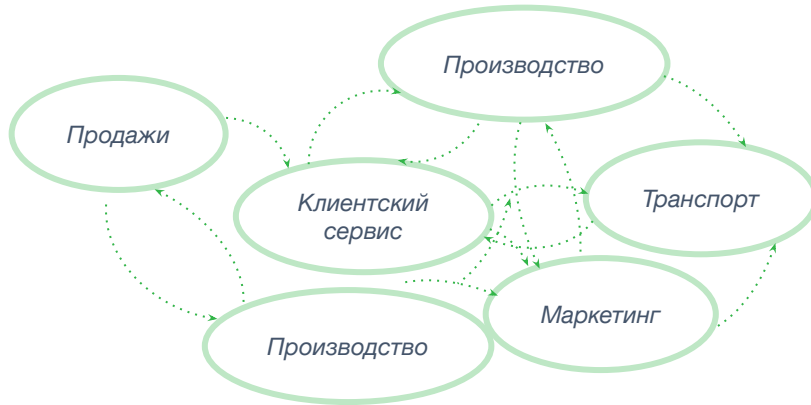 Производство
Продажи
Клиентский
сервис
Транспорт
Маркетинг
Производство